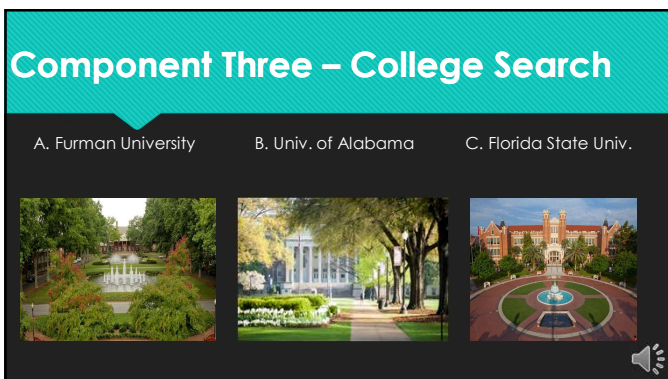 Component Three – College Search
A. Furman University
B. Univ. of Alabama
C. Florida State Univ.